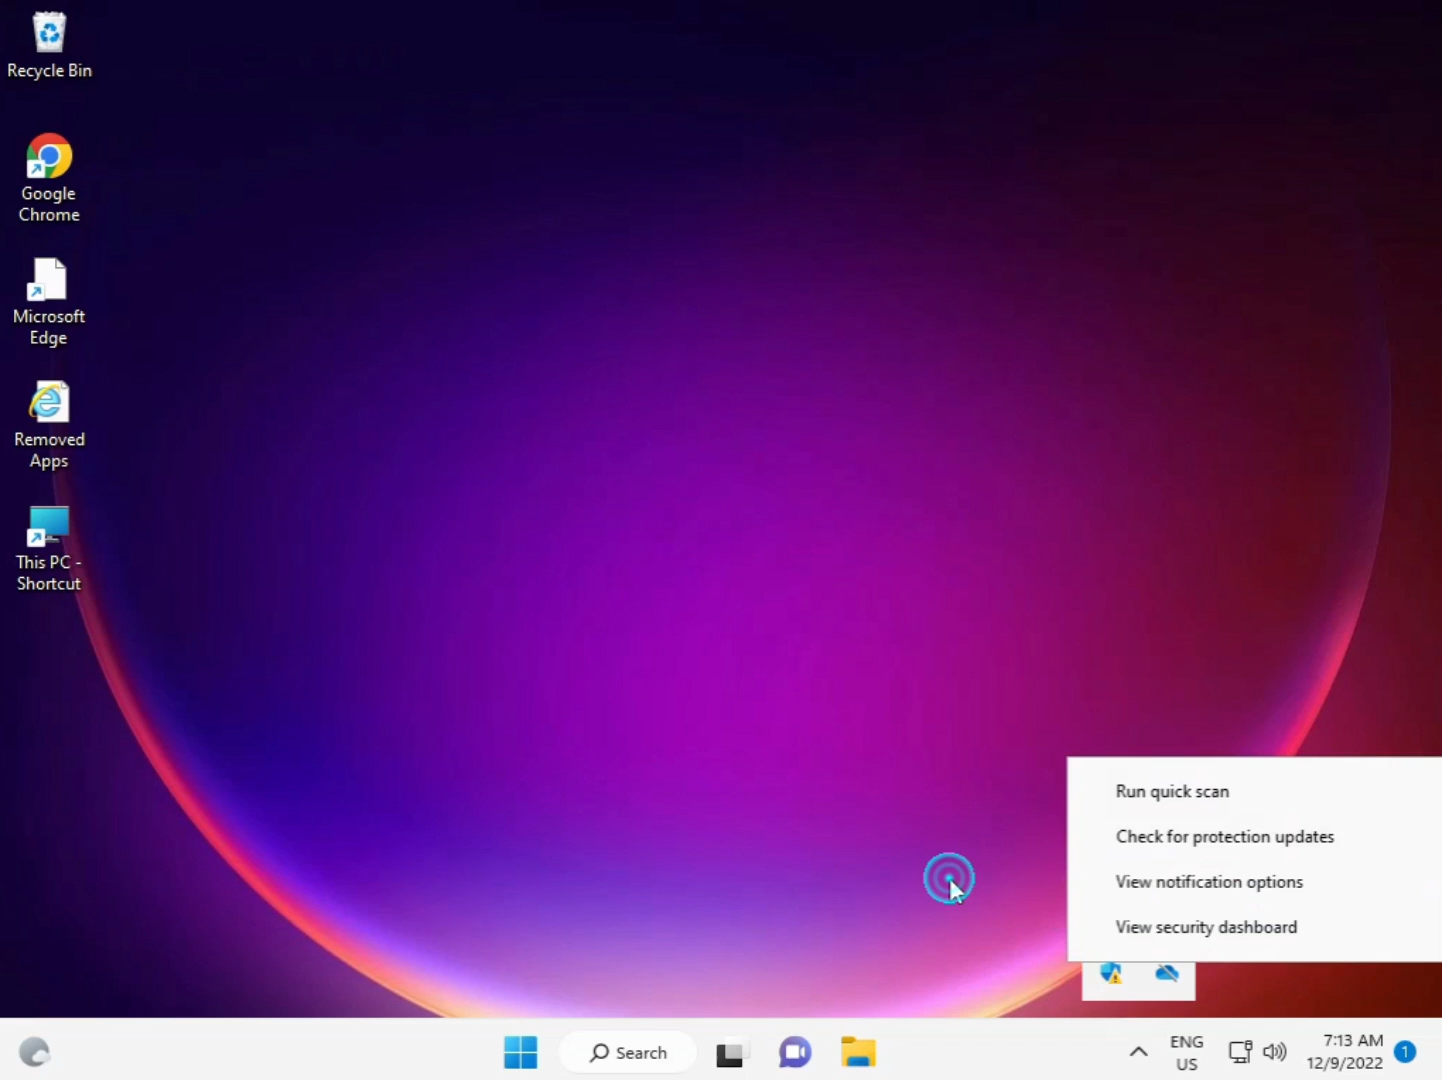 Recycle Bin
Google
Chrome
Microsoft
Edge
Removed
Apps
This PC -
Shortcut
Run quick scan
Check for protection updates
View notification options
View security dashboard
Search
ENG
US
7:13 AM
12/9/2022
1